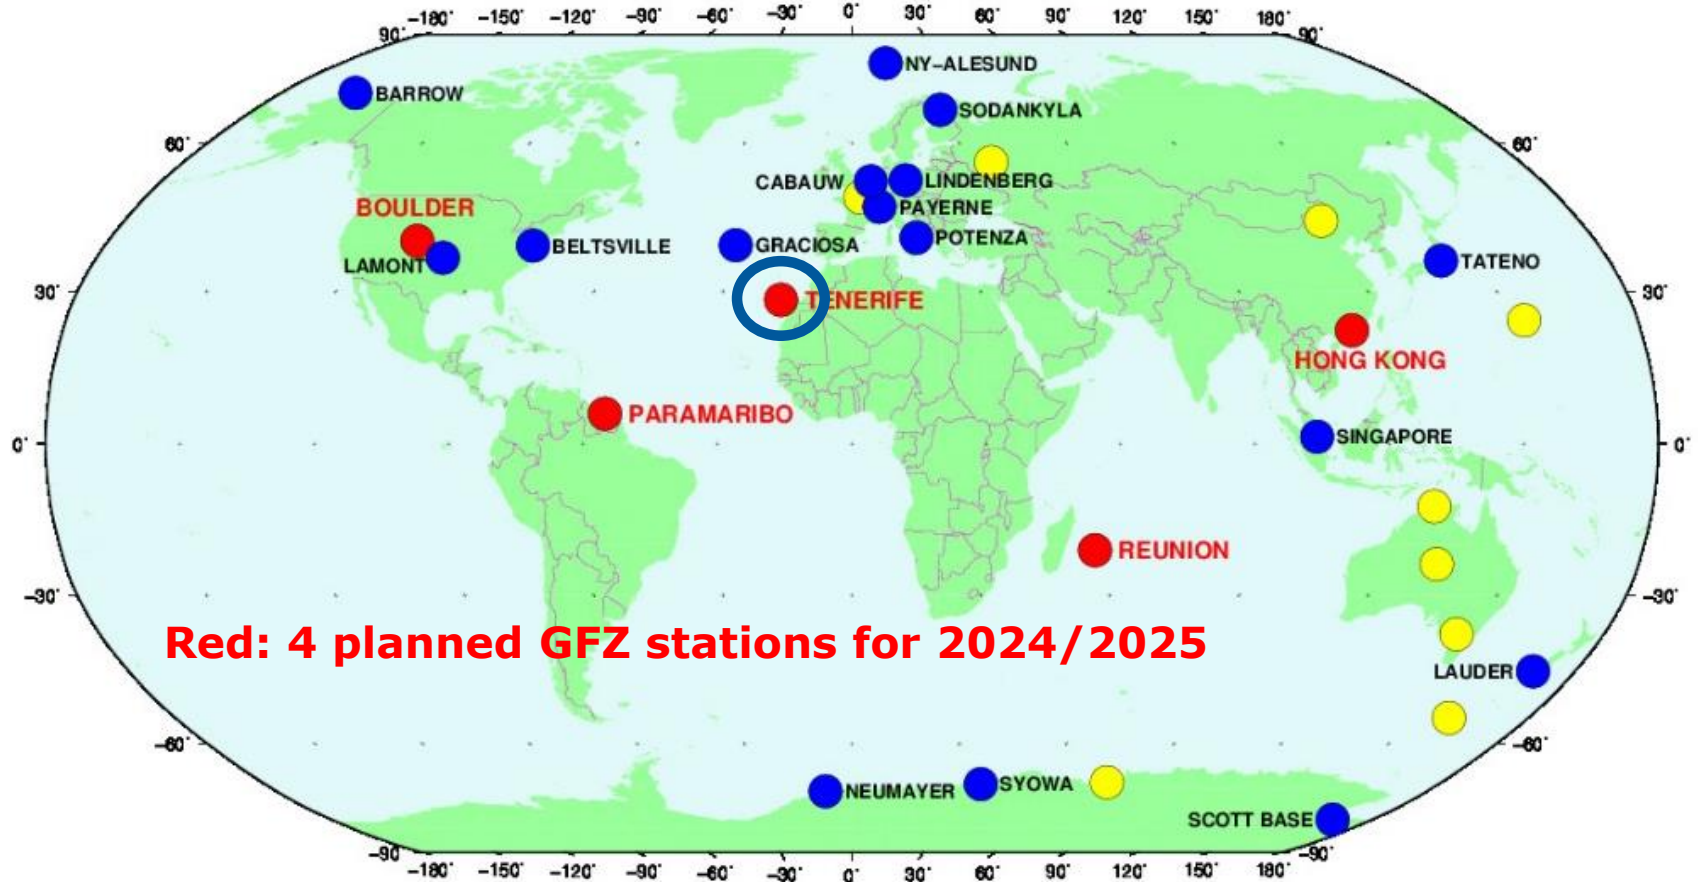 -180° -150° -120° -90° -60° -30° 0° 30° 60° 90° 120° 150° 180°
90° 90°
NY-ALESUND
BARROW
SODANKYLA
60° 60°
CABAUW LINDENBERG
BOULDER PAYERNE
POTENZA
BELTSVILLE GRACIOSA
LAMONT TATENO
30° 30°
TENERIFE
HONG KONG
PARAMARIBO
SINGAPORE
0° 0°
REUNION
-30° -30°
Red: 4 planned GFZ stations for 2024/2025
LAUDER
-60° -60°
NEUMAYER SYOWA
SCOTT BASE
-90° -90°
-180° -150° -120° -90° -60° -30° 0° 30° 60° 90° 120° 150° 180°